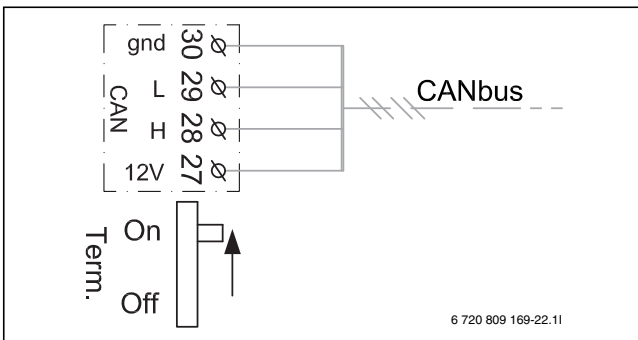 gnd 30
L 29
CAN
H 28
12V 27
CANbus
Term.
On
Off
6 720 809 169-22.1I